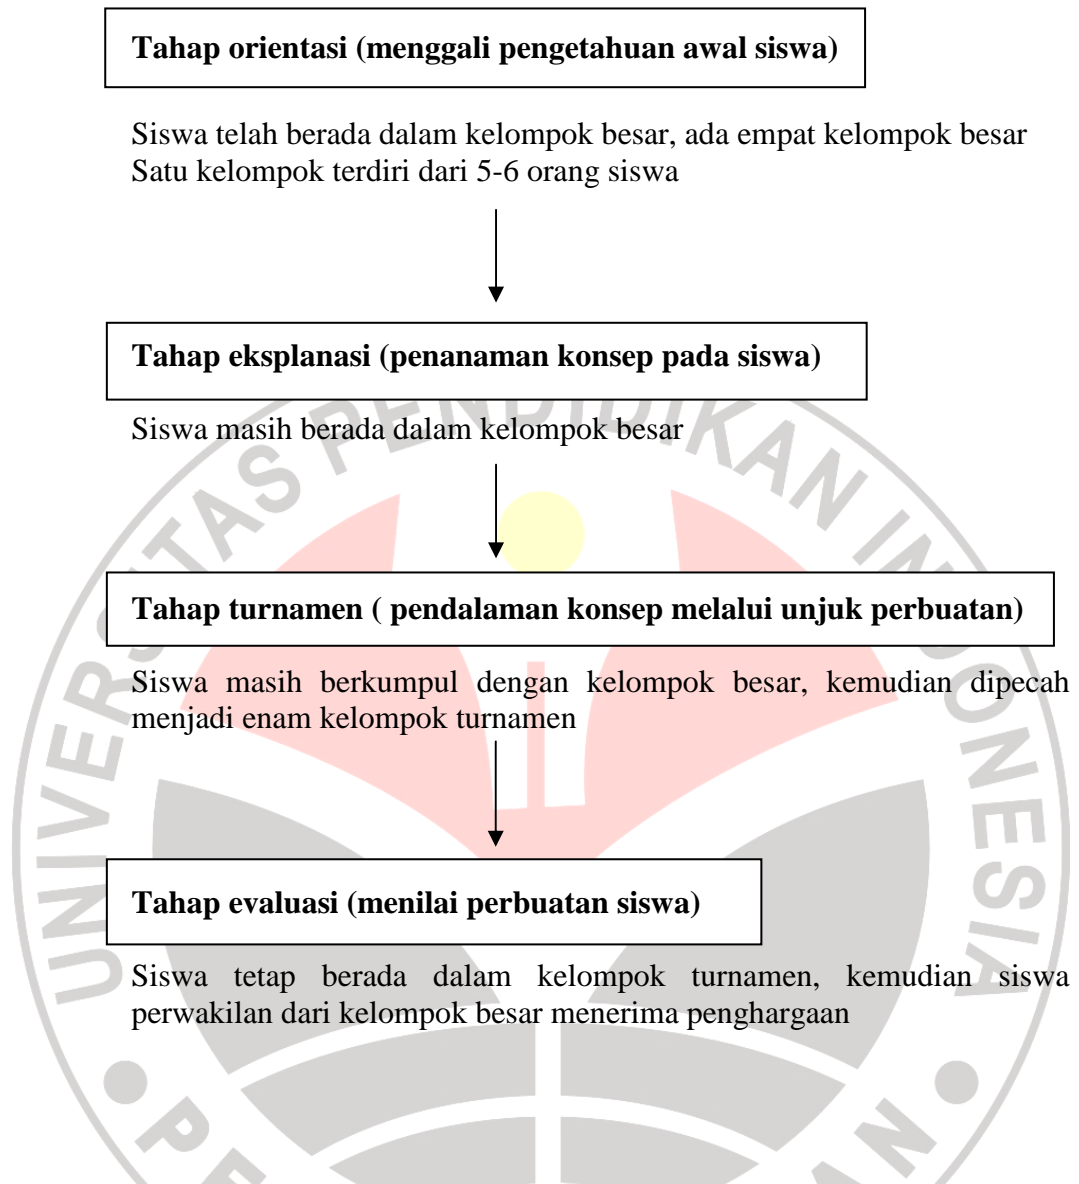 Tahap orientasi (menggali pengetahuan awal siswa)
Siswa telah berada dalam kelompok besar, ada empat kelompok besar
Satu kelompok terdiri dari 5-6 orang siswa
Tahap eksplanasi (penanaman konsep pada siswa)
Siswa masih berada dalam kelompok besar
Tahap turnamen ( pendalaman konsep melalui unjuk perbuatan)
Siswa masih berkumpul dengan kelompok besar, kemudian dipecah
menjadi enam kelompok turnamen
Tahap evaluasi (menilai perbuatan siswa)
Siswa tetap berada dalam kelompok turnamen, kemudian siswa
perwakilan dari kelompok besar menerima penghargaan
UNIVERSITAS PENDIDIKAN INDONESIA